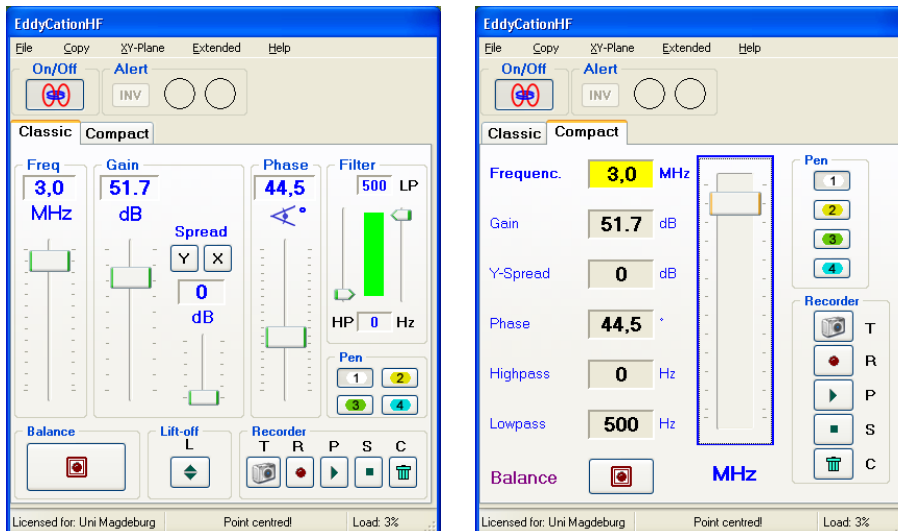 EddyCationHF
File Copy XY-Plane Extended Help
On/Off Alert
INV
Classic Compact
Freq Gain Phase Filter
3,0 51.7 44,5 500 LP
MHz dB °
Spread
Y X
0
dB
HP 0 Hz
Pen
1 2
3 4
Balance Lift-off Recorder
L T R P S C
Licensed for: Uni Magdeburg Point centred! Load: 3%
EddyCationHF
File Copy XY-Plane Extended Help
On/Off Alert
INV
Classic Compact
Frequenc. 3,0 MHz
Gain 51.7 dB
Y-Spread 0 dB
Phase 44,5 °
Highpass 0 Hz
Lowpass 500 Hz
Balance MHz
Pen
1
2
3
4
Recorder
T
R
P
S
C
Licensed for: Uni Magdeburg Point centred! Load: 3%